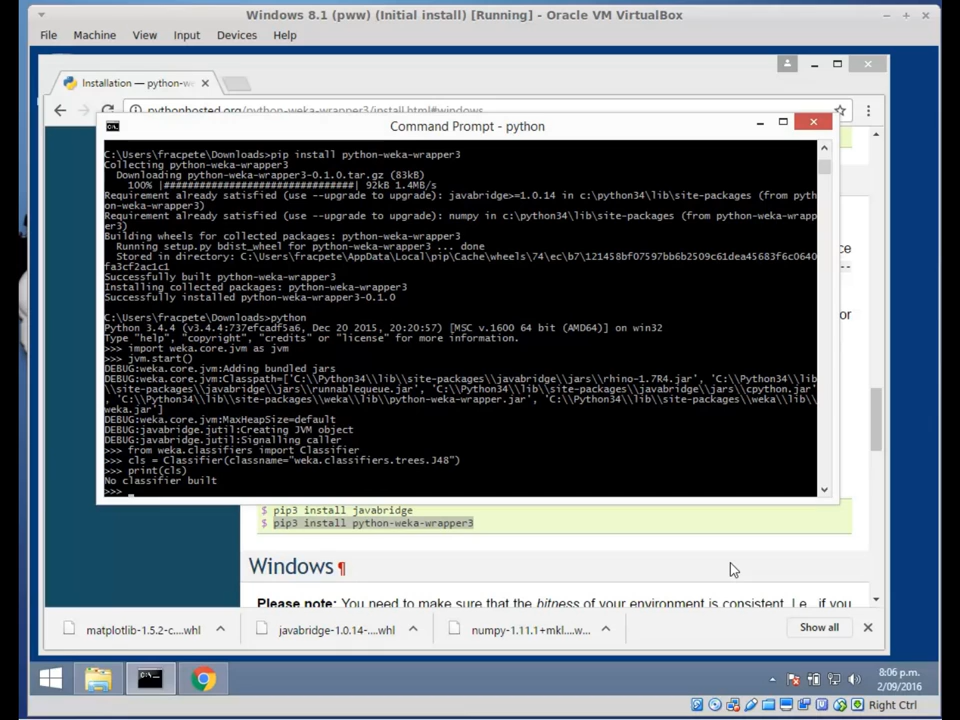 Windows 8.1 (pww) (Initial install) [Running] - Oracle VM VirtualBox
File Machine View Input Devices Help
Installation — python-w
pythonhosted.org/python-weka-wrapper3/install.html#windows
Command Prompt - python
C:\Users\fracpete\Downloads>pip install python-weka-wrapper3
Collecting python-weka-wrapper3
Downloading python-weka-wrapper3-0.1.0.tar.gz (83kB)
100% |################################| 92kB 1.4MB/s
Requirement already satisfied (use --upgrade to upgrade): javabridge>=1.0.14 in c:\python34\lib\site-packages (from pyth
on-weka-wrapper3)
Requirement already satisfied (use --upgrade to upgrade): numpy in c:\python34\lib\site-packages (from python-weka-wrapp
er3)
Building wheels for collected packages: python-weka-wrapper3
Running setup.py bdist_wheel for python-weka-wrapper3 ... done
Stored in directory: C:\Users\fracpete\AppData\Local\pip\Cache\wheels\74\ec\b7\121458bf07597bb6b2509c61dea45683f6c0640
fa3cf2ac1c1
Successfully built python-weka-wrapper3
Installing collected packages: python-weka-wrapper3
Successfully installed python-weka-wrapper3-0.1.0
C:\Users\fracpete\Downloads>python
Python 3.4.4 (v3.4.4:737efcadf5a6, Dec 20 2015, 20:20:57) [MSC v.1600 64 bit (AMD64)] on win32
Type "help", "copyright", "credits" or "license" for more information.
>>> import weka.core.jvm as jvm
>>> jvm.start()
DEBUG:weka.core.jvm:Adding bundled jars
DEBUG:weka.core.jvm:Classpath=['C:\\Python34\\lib\\site-packages\\javabridge\\jars\\rhino-1.7R4.jar', 'C:\\Python34\\lib
\\site-packages\\javabridge\\jars\\runnablequeue.jar', 'C:\\Python34\\lib\\site-packages\\javabridge\\jars\\cpython.jar'
, 'C:\\Python34\\lib\\site-packages\\weka\\lib\\python-weka-wrapper.jar', 'C:\\Python34\\lib\\site-packages\\weka\\lib\\
weka.jar']
DEBUG:weka.core.jvm:MaxHeapSize=default
DEBUG:javabridge.jutil:Creating JVM object
DEBUG:javabridge.jutil:Signalling caller
>>> from weka.classifiers import Classifier
>>> cls = Classifier(classname="weka.classifiers.trees.J48")
>>> print(cls)
No classifier built
>>> _
ce
--
or
$ pip3 install javabridge
$ pip3 install python-weka-wrapper3
Windows ¶
Please note: You need to make sure that the bitness of your environment is consistent. I.e., if you
matplotlib-1.5.2-c....whl
javabridge-1.0.14-....whl
numpy-1.11.1+mkl....w...
Show all
8:06 p.m.
2/09/2016
Right Ctrl